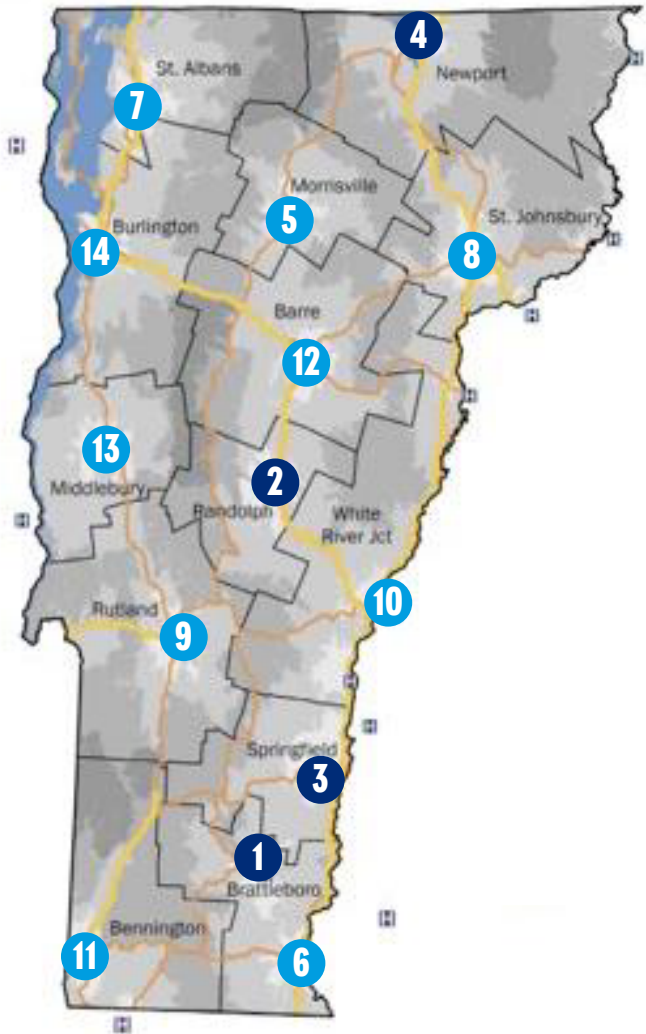 4
St. Albans
Newport
7
H
H
Morrisville
5
St. Johnsbury
Burlington
H
14
8
Barre
H
12
H
13
2
Middlebury
Randolph
White
River Jct
H
10
Rutland
9
H
H
Springfield
3
1
Brattleboro
H
Bennington
11
6
H